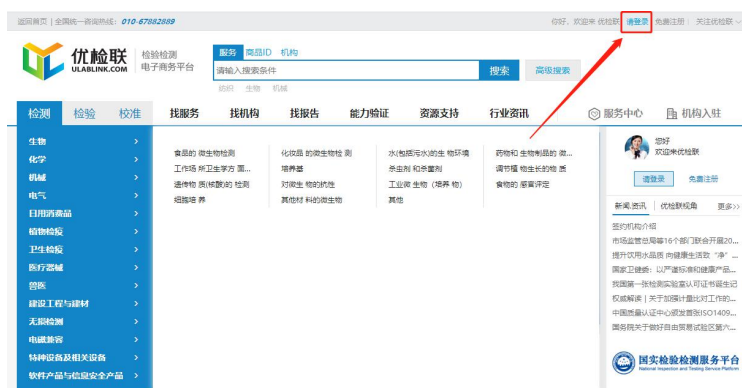 返回首页 | 全国统一咨询热线：010-67882889
你好，欢迎来 优检联 请登录 免费注册 | 关注优检联
优检联
ULABLINK.COM
检验检测
电子商务平台
服务 商品ID 机构
请输入搜索条件
搜索
高级搜索
纺织 生物 机械
检测 检验 校准 找服务 找机构 找报告 能力验证 资源支持 行业资讯 服务中心 机构入驻
生物
化学
机械
电气
日用消费品
植物检疫
卫生检疫
医疗器械
兽医
建设工程与建材
无损检测
电磁兼容
特种设备及相关设备
软件产品与信息安全产品
食品的 微生物检测
化妆品 的微生物检 测
水(包括污水)的生 物环境
药物和 生物制品的 微...
工作场 所卫生学方 面...
培养基
杀虫剂 和杀菌剂
调节植 物生长的物 质
遗传物 质(核酸)的 检测
对微生 物的抗性
工业微 生物（培养 物）
食物的 感官评定
细胞培 养
其他材 料的微生物
其他
您好
欢迎来优检联
请登录 免费注册
新闻.资讯 优检联视角 更多>>
签约机构介绍
市场监管总局等16个部门联合开展20...
提升饮用水品质 向健康生活致“净”...
国家卫健委：以严谨标准和健康产品...
我国第一张检测实验室认可证书诞生记
权威解读 | 关于加强计量比对工作的...
中国质量认证中心颁发首张ISO1409...
国务院关于做好自由贸易试验区第六...
国实检验检测服务平台
National Inspection and Testing Service Platform